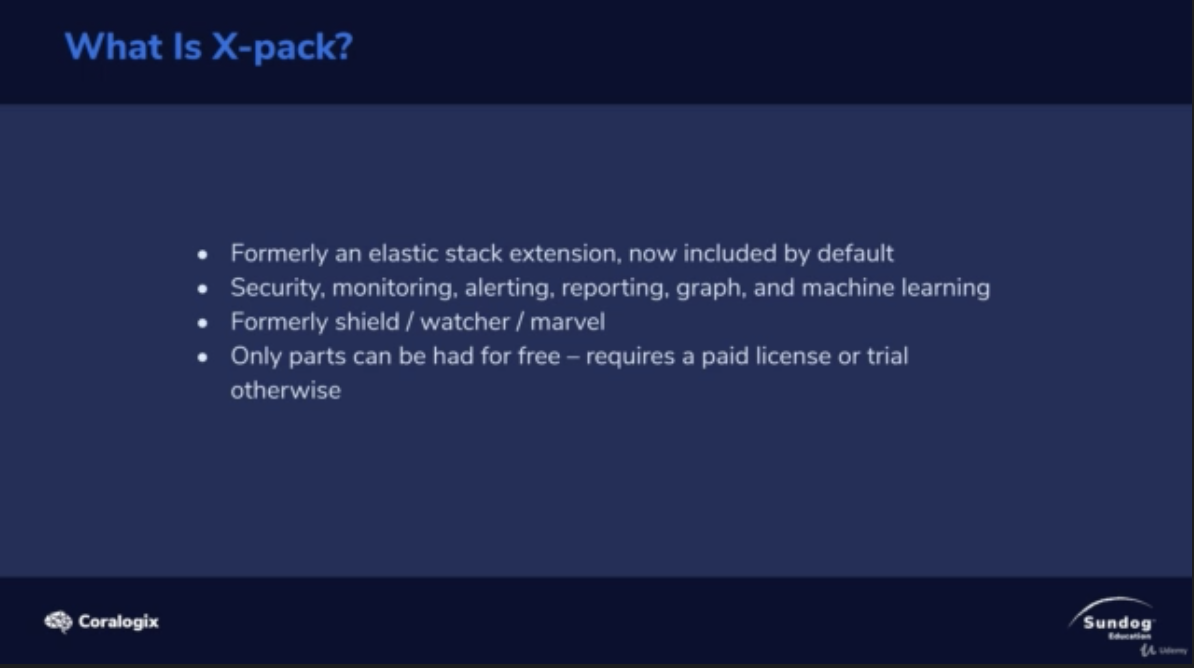 What Is X-pack?
• Formerly an elastic stack extension, now included by default
• Security, monitoring, alerting, reporting, graph, and machine learning
• Formerly shield / watcher / marvel
• Only parts can be had for free – requires a paid license or trial
otherwise
Coralogix
Sundog
Education
Udemy